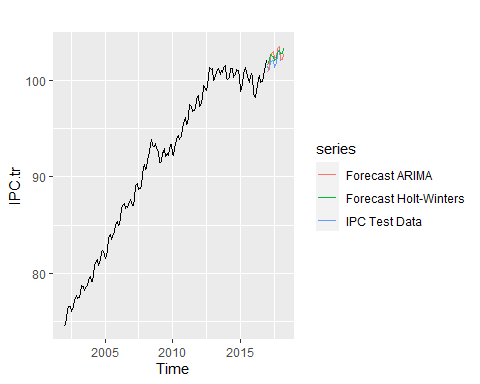 100
90
80
IPC.tr
2005
2010
2015
Time
series
Forecast ARIMA
Forecast Holt-Winters
IPC Test Data